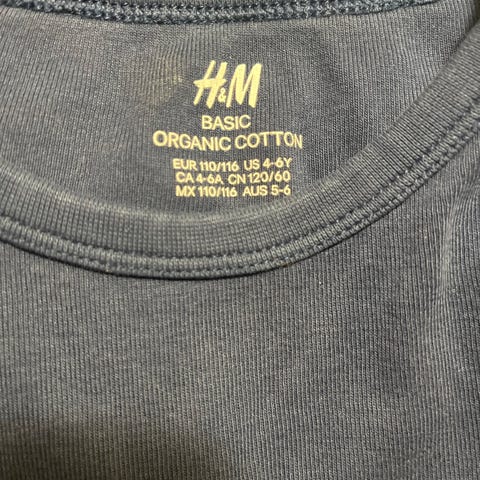 H&M
BASIC
ORGANIC COTTON
EUR 110/116 US 4-6Y
CA 4-6A CN 120/60
MX 110/116 AUS 5-6